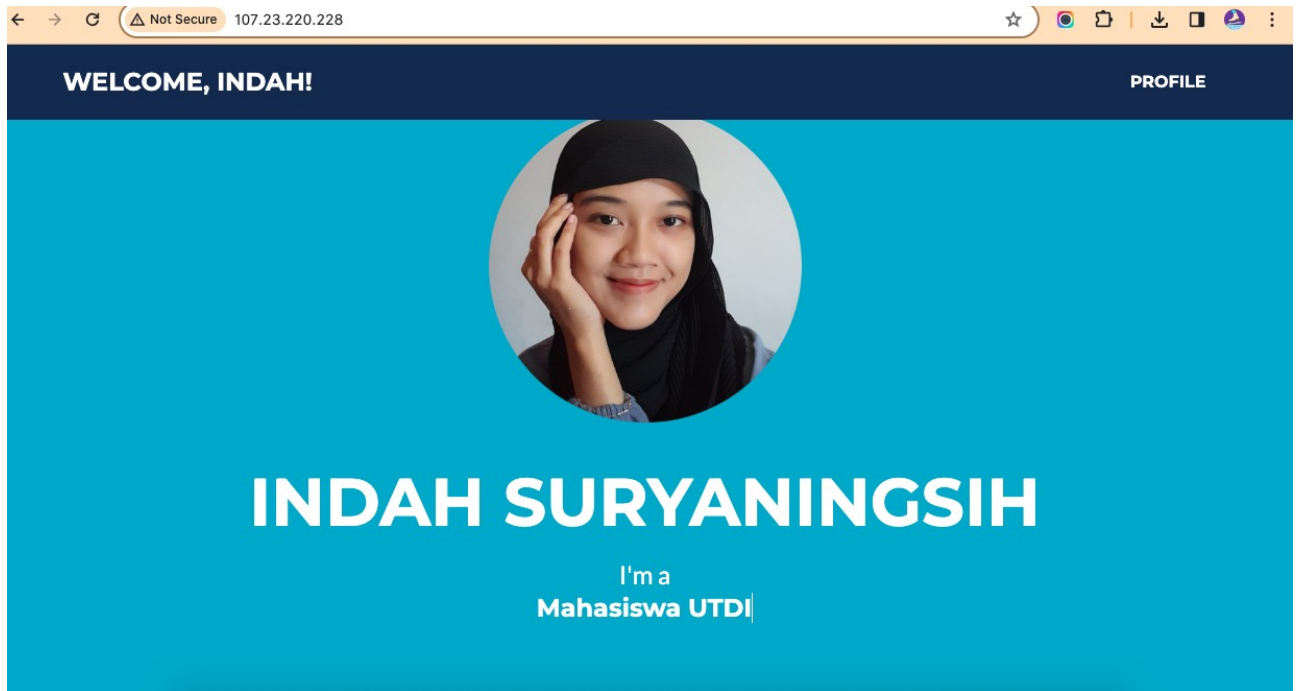 Not Secure 107.23.220.228
WELCOME, INDAH! PROFILE
INDAH SURYANINGSIH
I'm a
Mahasiswa UTDI